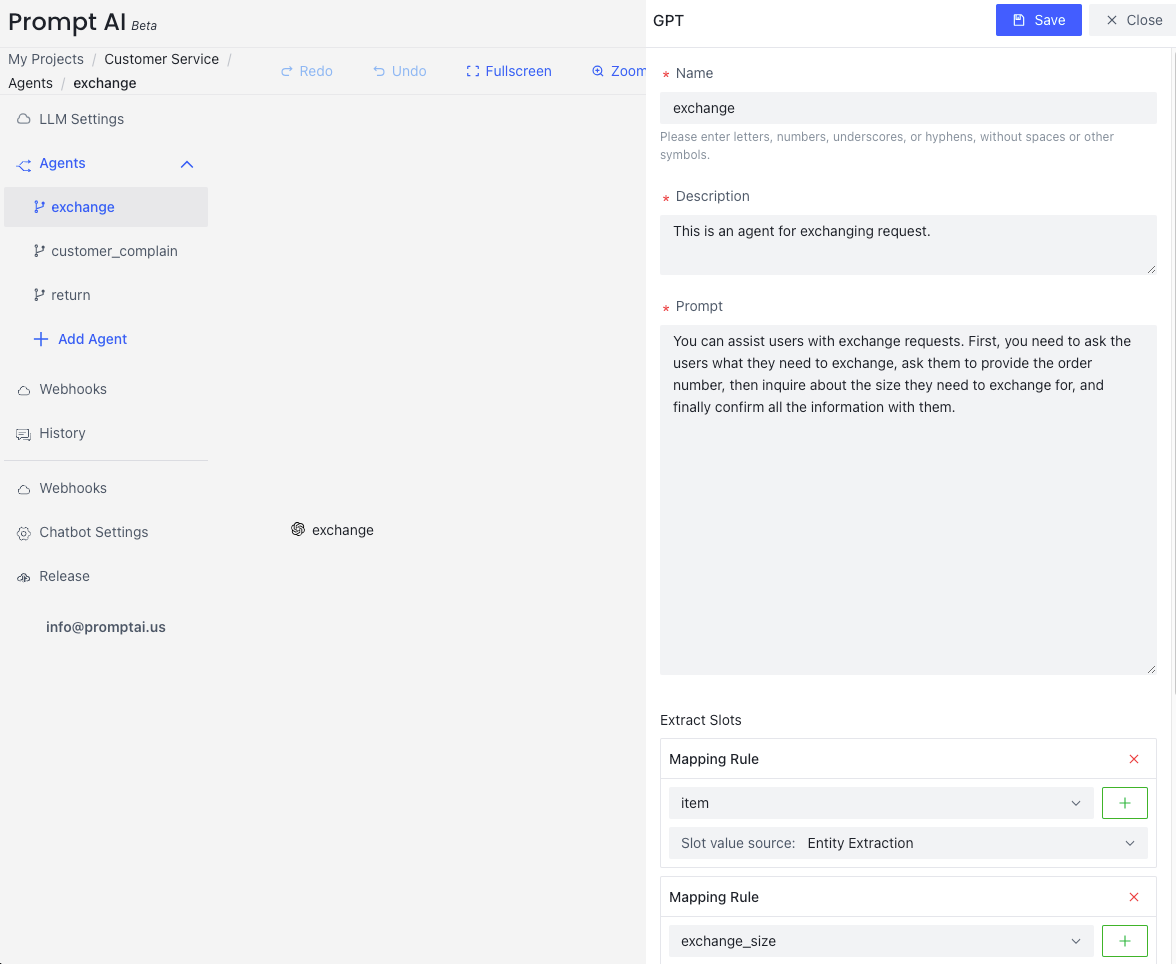 Prompt AI Beta
My Projects / Customer Service /
Agents / exchange
Redo
Undo
Fullscreen
Zoom
LLM Settings
Agents
exchange
customer_complain
return
Add Agent
Webhooks
History
Webhooks
Chatbot Settings
Release
info@promptai.us
exchange
GPT
Save
Close
* Name
exchange
Please enter letters, numbers, underscores, or hyphens, without spaces or other
symbols.
* Description
This is an agent for exchanging request.
* Prompt
You can assist users with exchange requests. First, you need to ask the
users what they need to exchange, ask them to provide the order
number, then inquire about the size they need to exchange for, and
finally confirm all the information with them.
Extract Slots
Mapping Rule
item
Slot value source: Entity Extraction
Mapping Rule
exchange_size